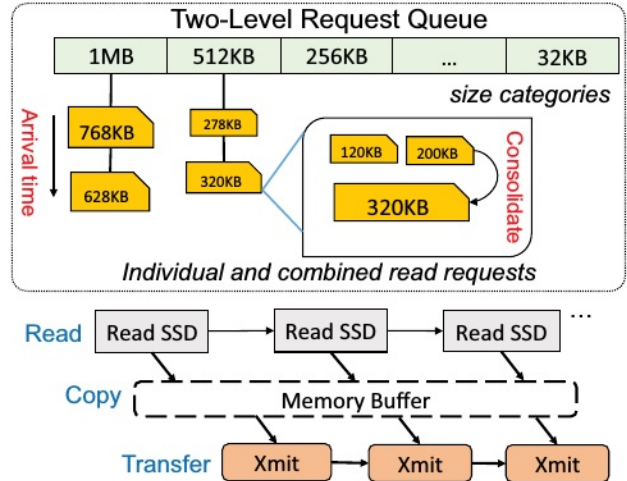 Two-Level Request Queue
1MB 512KB 256KB ... 32KB
size categories
Arrival time
768KB
628KB
278KB
320KB
120KB 200KB
320KB
Consolidate
Individual and combined read requests
Read Read SSD Read SSD Read SSD ...
Copy Memory Buffer
Transfer Xmit Xmit Xmit